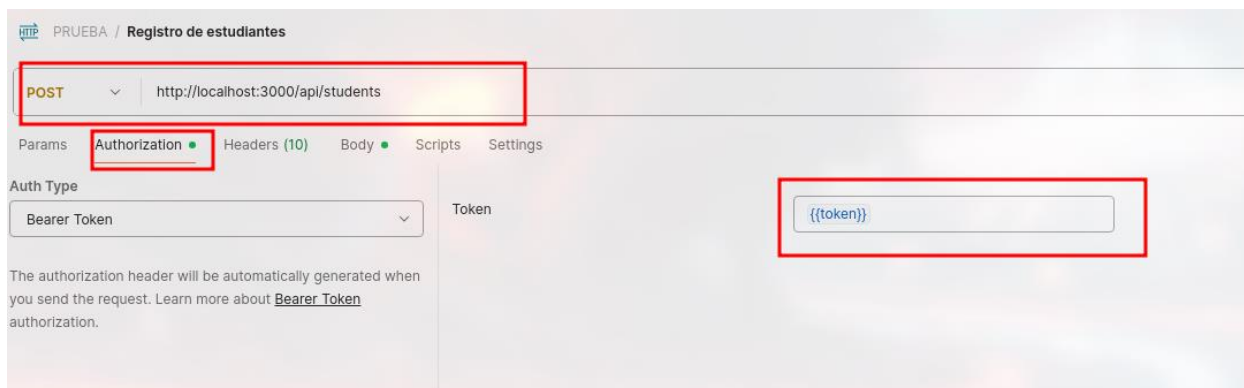 HTTP PRUEBA / Registro de estudiantes
POST http://localhost:3000/api/students
Params Authorization Headers (10) Body Scripts Settings
Auth Type
Bearer Token
Token
{{token}}
The authorization header will be automatically generated when
you send the request. Learn more about Bearer Token
authorization.